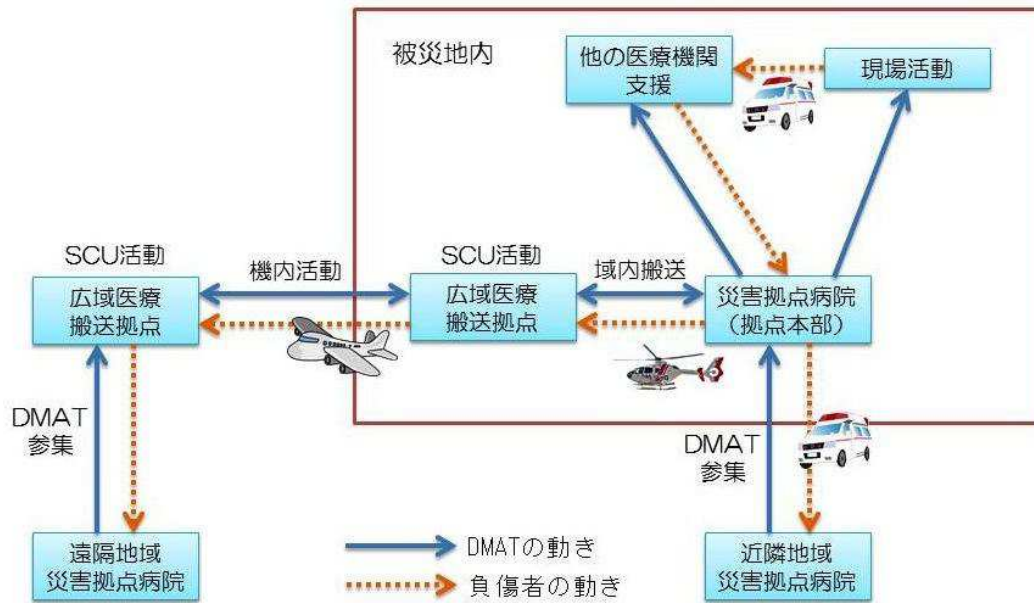 被災地内
他の医療機関
支援
現場活動
SCU活動
広域医療
搬送拠点
機内活動
SCU活動
広域医療
搬送拠点
域内搬送
災害拠点病院
（拠点本部）
DMAT
参集
DMAT
参集
遠隔地域
災害拠点病院
DMATの動き
負傷者の動き
近隣地域
災害拠点病院